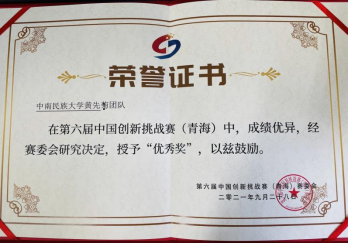 荣誉证书
中南民族大学黄先 团队
在第六届中国创新挑战赛（青海）中，成绩优异，经
赛委会研究决定，授予“优秀奖”，以兹鼓励。
第六届中国创新挑战赛（青海）赛委会
二零二一年九月二十八日